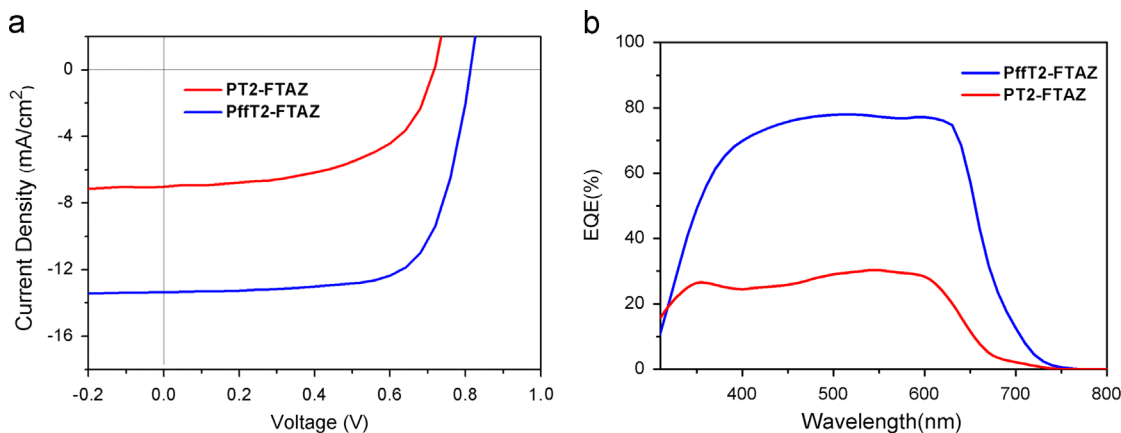 a
Current Density (mA/cm²)
0
-4
-8
-12
-16
-0.2 0.0 0.2 0.4 0.6 0.8 1.0
Voltage (V)
PT2-FTAZ
PffT2-FTAZ
b
EQE(%)
100
80
60
40
20
0
400 500 600 700 800
Wavelength(nm)
PffT2-FTAZ
PT2-FTAZ